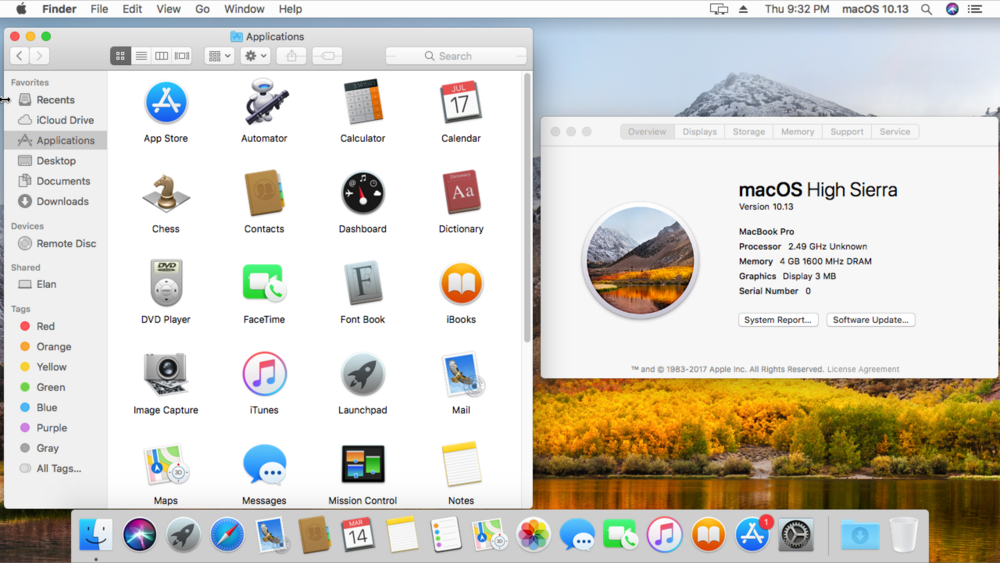 Finder File Edit View Go Window Help Thu 9:32 PM macOS 10.13
Applications
Search
Favorites
Recents
iCloud Drive
Applications
Desktop
Documents
Downloads
Devices
Remote Disc
Shared
Elan
Tags
Red
Orange
Yellow
Green
Blue
Purple
Gray
All Tags...
JUL
17
App Store Automator Calculator Calendar
Aa
Chess Contacts Dashboard Dictionary
DVD
F
DVD Player FaceTime Font Book iBooks
Image Capture iTunes Launchpad Mail
3D
Maps Messages Mission Control Notes
Overview Displays Storage Memory Support Service
macOS High Sierra
Version 10.13
MacBook Pro
Processor 2.49 GHz Unknown
Memory 4 GB 1600 MHz DRAM
Graphics Display 3 MB
Serial Number 0
System Report... Software Update...
™ and © 1983-2017 Apple Inc. All Rights Reserved. License Agreement
MAR
14
3D
1